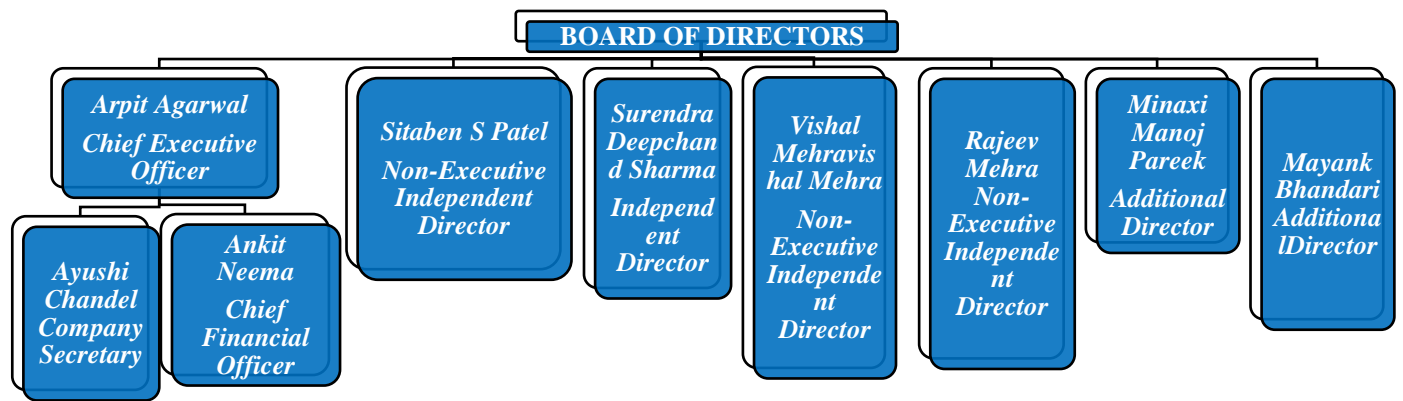 BOARD OF DIRECTORS
Arpit Agarwal
Chief Executive
Officer
Sitaben S Patel
Non-Executive
Independent
Director
Surendra
Deepchan
d Sharma
Independ
ent
Director
Vishal
Mehravis
hal Mehra
Non-
Executive
Independe
nt
Director
Rajeev
Mehra
Non-
Executive
Independe
nt
Director
Minaxi
Manoj
Pareek
Additional
Director
Mayank
Bhandari
Additiona
lDirector
Ayushi
Chandel
Company
Secretary
Ankit
Neema
Chief
Financial
Officer